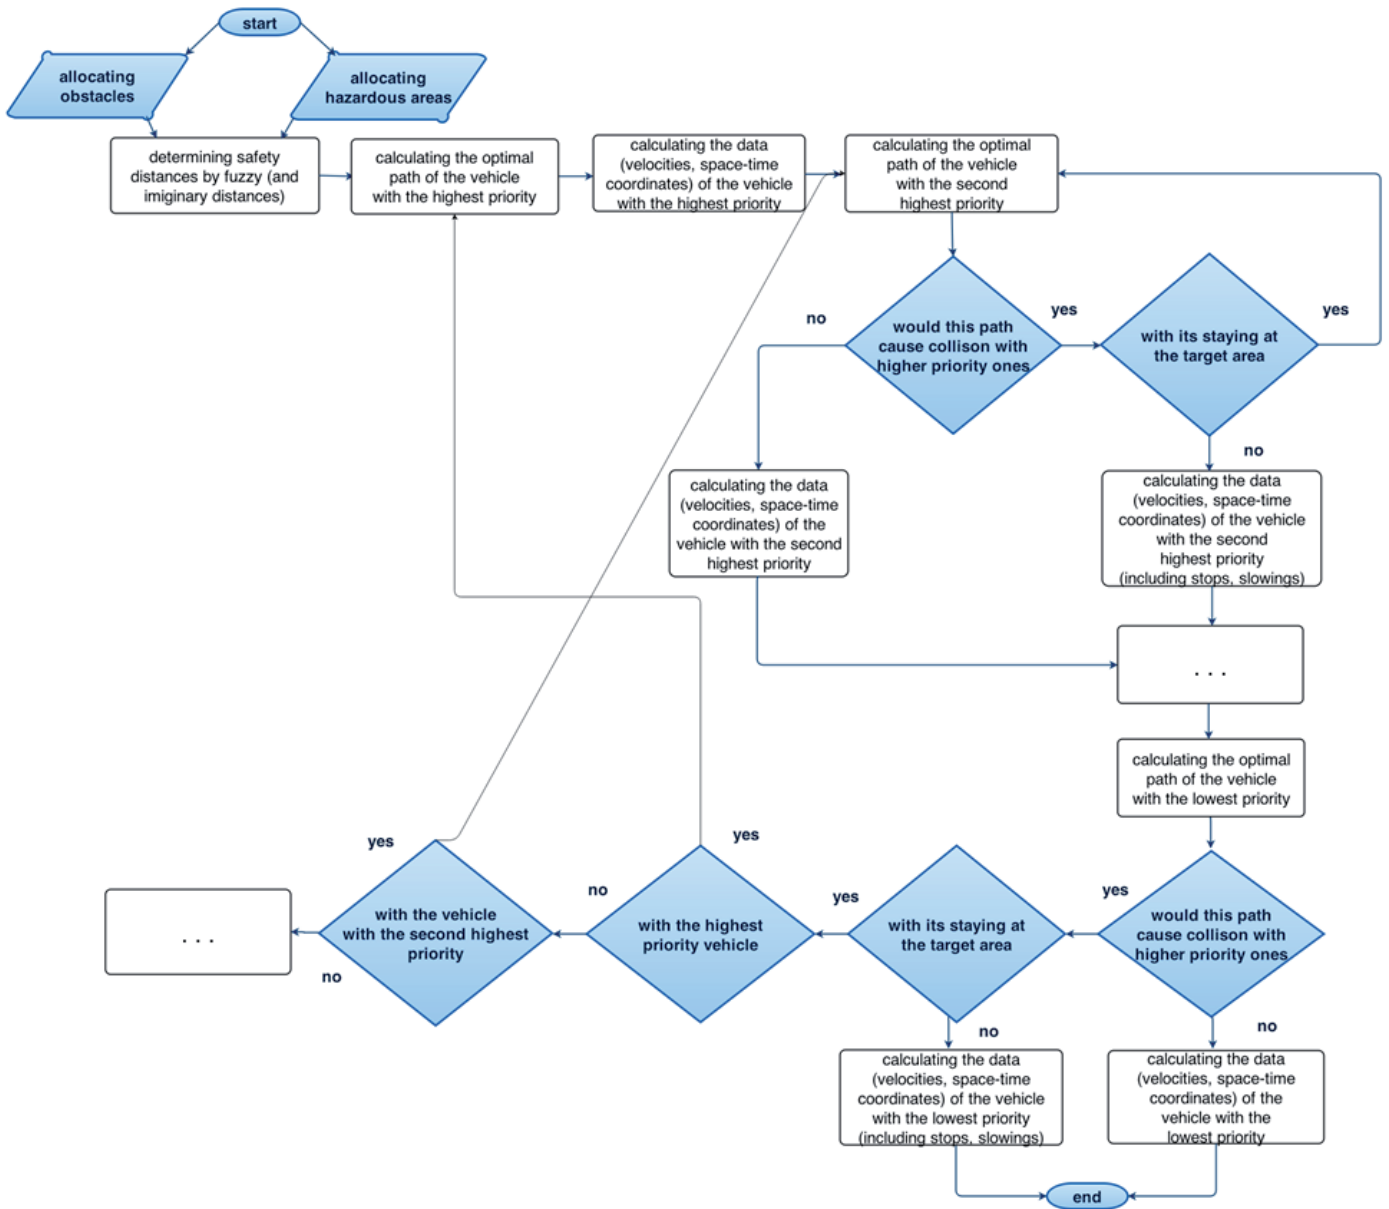 start
allocating
obstacles
allocating
hazardous areas
determining safety
distances by fuzzy (and
imiginary distances)
calculating the optimal
path of the vehicle
with the highest priority
calculating the data
(velocities, space-time
coordinates) of the vehicle
with the highest priority
calculating the optimal
path of the vehicle
with the second
highest priority
no
would this path
cause collison with
higher priority ones
yes
with its staying at
the target area
yes
no
calculating the data
(velocities, space-time
coordinates) of the
vehicle with the second
highest priority
calculating the data
(velocities, space-time
coordinates) of the vehicle
with the second
highest priority
(including stops, slowings)
. . .
calculating the optimal
path of the vehicle
with the lowest priority
would this path
cause collision with
higher priority ones
yes
no
with its staying at
the target area
yes
no
with the highest
priority vehicle
yes
no
with the vehicle
with the second highest
priority
yes
no
. . .
calculating the data
(velocities, space-time
coordinates) of the vehicle
with the lowest priority
(including stops, slowings)
calculating the data
(velocities, space-time
coordinates) of the
vehicle with the
lowest priority
end